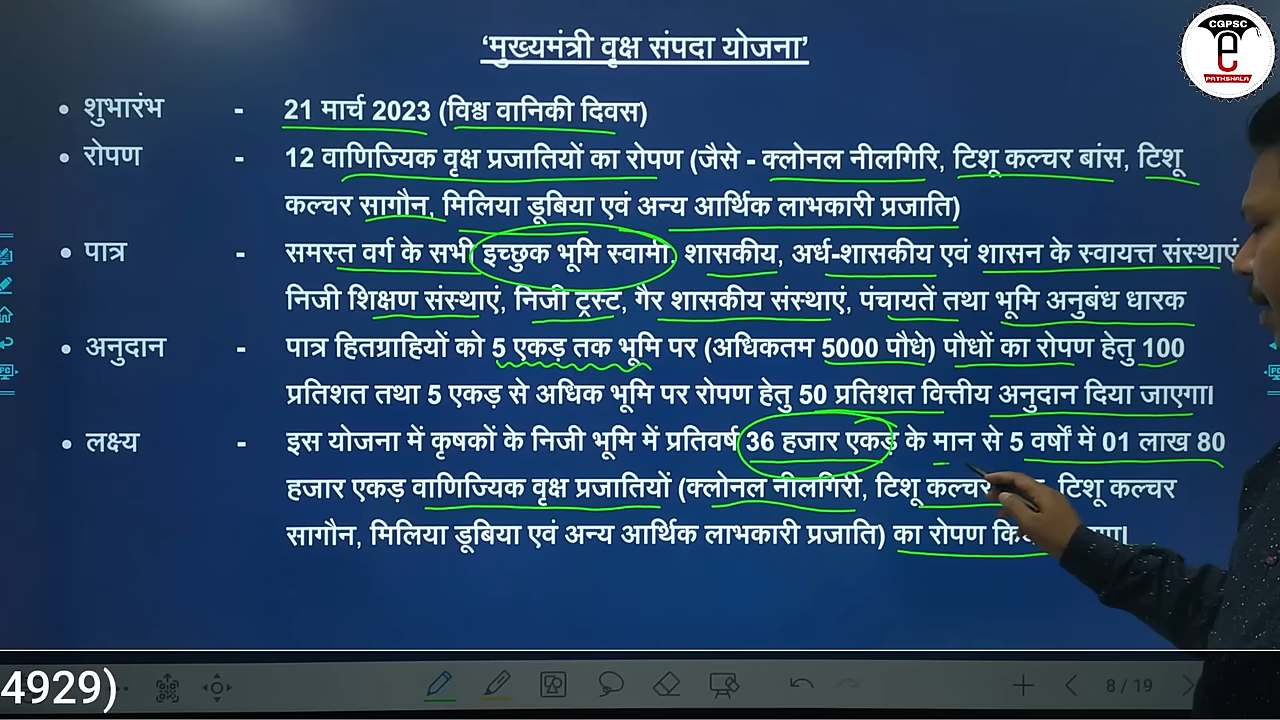 CGPSC
e
PATHSHALA
‘मुख्यमंत्री वृक्ष संपदा योजना’
• शुभारंभ - 21 मार्च 2023 (विश्व वानिकी दिवस)
• रोपण - 12 वाणिज्यिक वृक्ष प्रजातियों का रोपण (जैसे - क्लोनल नीलगिरि, टिशू कल्चर बांस, टिशू
कल्चर सागौन, मिलिया डूबिया एवं अन्य आर्थिक लाभकारी प्रजाति)
• पात्र - समस्त वर्ग के सभी इच्छुक भूमि स्वामी, शासकीय, अर्ध-शासकीय एवं शासन के स्वायत्त संस्थाएं
निजी शिक्षण संस्थाएं, निजी ट्रस्ट, गैर शासकीय संस्थाएं, पंचायतें तथा भूमि अनुबंध धारक
• अनुदान - पात्र हितग्राहियों को 5 एकड़ तक भूमि पर (अधिकतम 5000 पौधे) पौधों का रोपण हेतु 100
प्रतिशत तथा 5 एकड़ से अधिक भूमि पर रोपण हेतु 50 प्रतिशत वित्तीय अनुदान दिया जाएगा।
• लक्ष्य - इस योजना में कृषकों के निजी भूमि में प्रतिवर्ष 36 हजार एकड़ के मान से 5 वर्षों में 01 लाख 80
हजार एकड़ वाणिज्यिक वृक्ष प्रजातियों (क्लोनल नीलगिरी, टिशू कल्चर टिशू कल्चर
सागौन, मिलिया डूबिया एवं अन्य आर्थिक लाभकारी प्रजाति) का रोपण
4929)
8 / 19